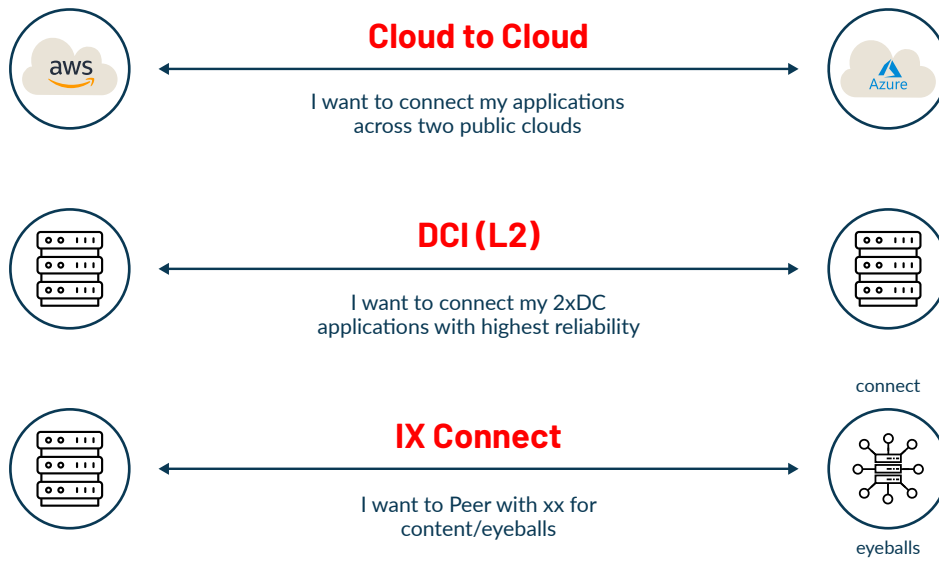 Cloud to Cloud
aws
Azure
I want to connect my applications
across two public clouds
DCI (L2)
I want to connect my 2xDC
applications with highest reliability
connect
IX Connect
I want to Peer with xx for
content/eyeballs
eyeballs